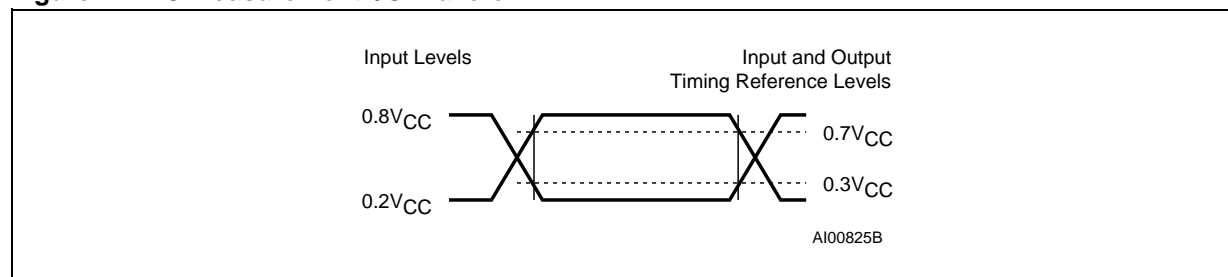 Input Levels
Input and Output
Timing Reference Levels
0.8VCC
0.7VCC
0.3VCC
0.2VCC
AI00825B